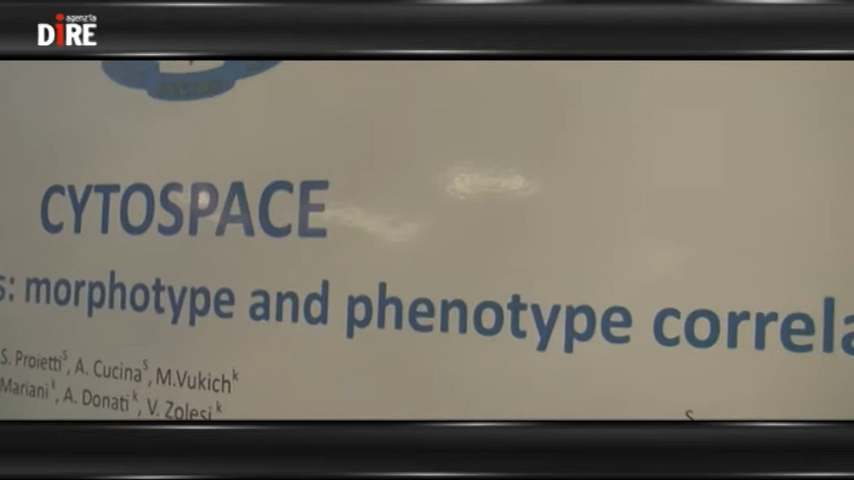 agenzia
DiRE
CYTOSPACE
s: morphotype and phenotype correla
S. Proietti^s, A. Cucina^s, M.Vukich^k
Mariani^k, A. Donati^k, V. Zolesi^k
s